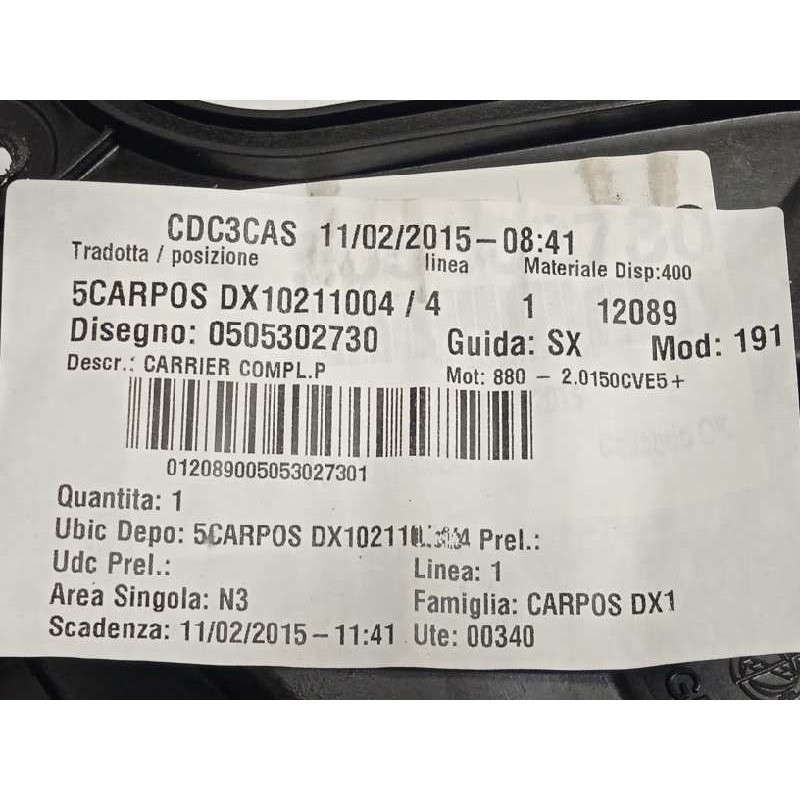 CDC3CAS 11/02/2015-08:41
Tradotta / posizione linea Materiale Disp:400
5CARPOS DX10211004 / 4 1 12089
Disegno: 0505302730 Guida: SX Mod: 191
Descr.: CARRIER COMPL.P Mot: 880 - 2.0150CVE5+
012089005053027301
Quantita: 1
Ubic Depo: 5CARPOS Prel.:
Udc Prel.: Linea: 1
Area Singola: N3 Famiglia: CARPOS DX1
Scadenza: 11/02/2015-11:41 Ute: 00340